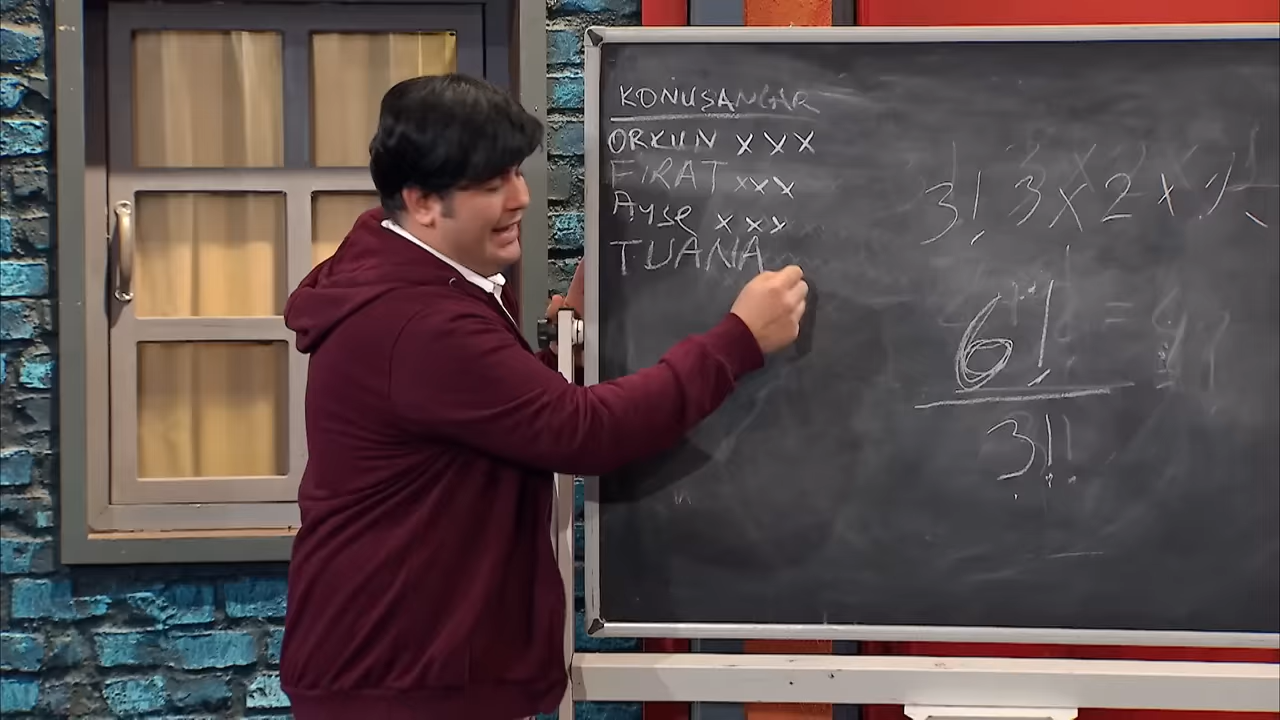 KONUŞANLAR
ORKUN xxx
FIRAT xxx
Ayşe xxx
TUANA
3! 3x2x1
6!
3!